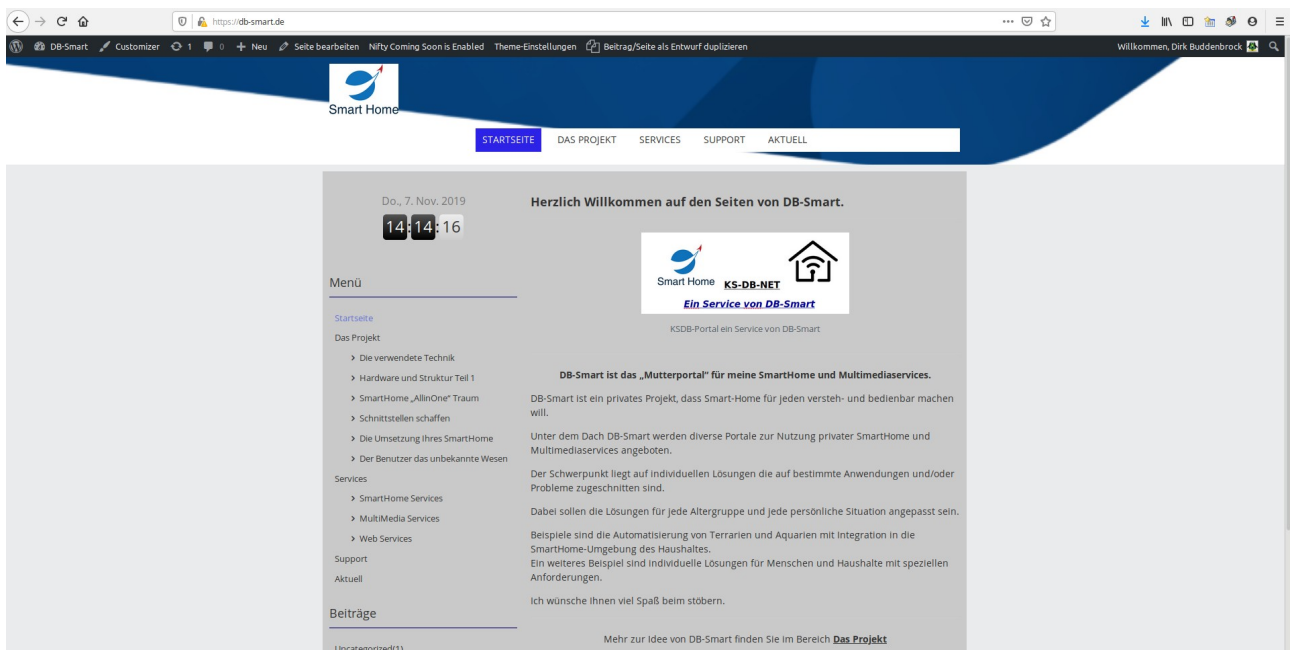 https://db-smart.de
DB-Smart Customizer 1 0 + Neu Seite bearbeiten Nifty Coming Soon is Enabled Theme-Einstellungen Beitrag/Seite als Entwurf duplizieren Willkommen, Dirk Buddenbrock
Smart Home
STARTSEITE DAS PROJEKT SERVICES SUPPORT AKTUELL
Do., 7. Nov. 2019
14:14:16
Menü
Startseite
Das Projekt
> Die verwendete Technik
> Hardware und Struktur Teil 1
> SmartHome „AllinOne“ Traum
> Schnittstellen schaffen
> Die Umsetzung Ihres SmartHome
> Der Benutzer das unbekannte Wesen
Services
> SmartHome Services
> MultiMedia Services
> Web Services
Support
Aktuell
Beiträge
Uncategorized(1)
Herzlich Willkommen auf den Seiten von DB-Smart.
Smart Home KS-DB-NET
Ein Service von DB-Smart
KSDB-Portal ein Service von DB-Smart
DB-Smart ist das „Mutterportal“ für meine SmartHome und Multimediaservices.
DB-Smart ist ein privates Projekt, dass Smart-Home für jeden versteh- und bedienbar machen
will.
Unter dem Dach DB-Smart werden diverse Portale zur Nutzung privater SmartHome und
Multimediaservices angeboten.
Der Schwerpunkt liegt auf individuellen Lösungen die auf bestimmte Anwendungen und/oder
Probleme zugeschnitten sind.
Dabei sollen die Lösungen für jede Altergruppe und jede persönliche Situation angepasst sein.
Beispiele sind die Automatisierung von Terrarien und Aquarien mit Integration in die
SmartHome-Umgebung des Haushaltes.
Ein weiteres Beispiel sind individuelle Lösungen für Menschen und Haushalte mit speziellen
Anforderungen.
Ich wünsche Ihnen viel Spaß beim stöbern.
Mehr zur Idee von DB-Smart finden Sie im Bereich Das Projekt